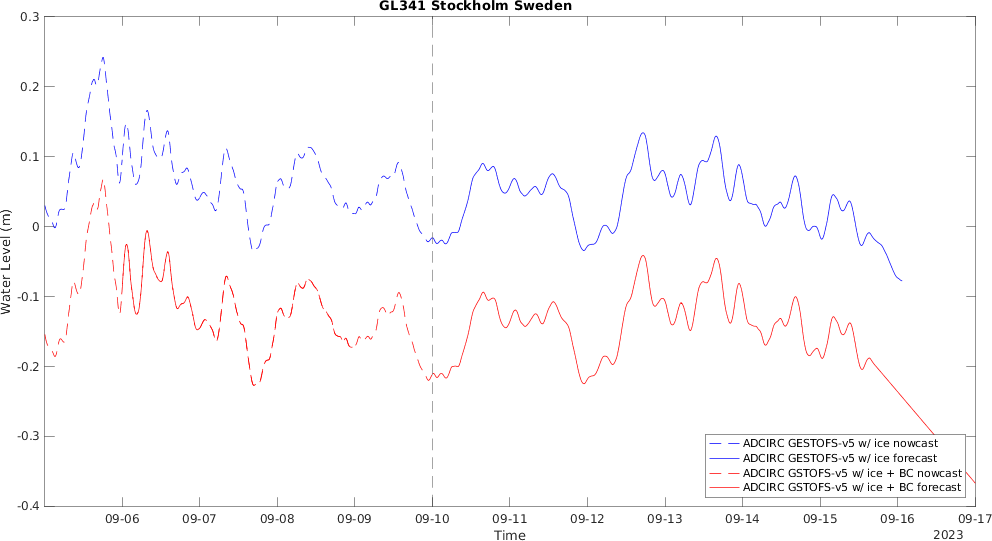 GL341 Stockholm Sweden
0.3
0.2
0.1
0
-0.1
-0.2
-0.3
-0.4
Water Level (m)
ADCIRC GESTOFS-v5 w/ ice nowcast
ADCIRC GESTOFS-v5 w/ ice forecast
ADCIRC GSTOFS-v5 w/ ice + BC nowcast
ADCIRC GSTOFS-v5 w/ ice + BC forecast
09-06 09-07 09-08 09-09 09-10 09-11 09-12 09-13 09-14 09-15 09-16 09-17
Time
2023